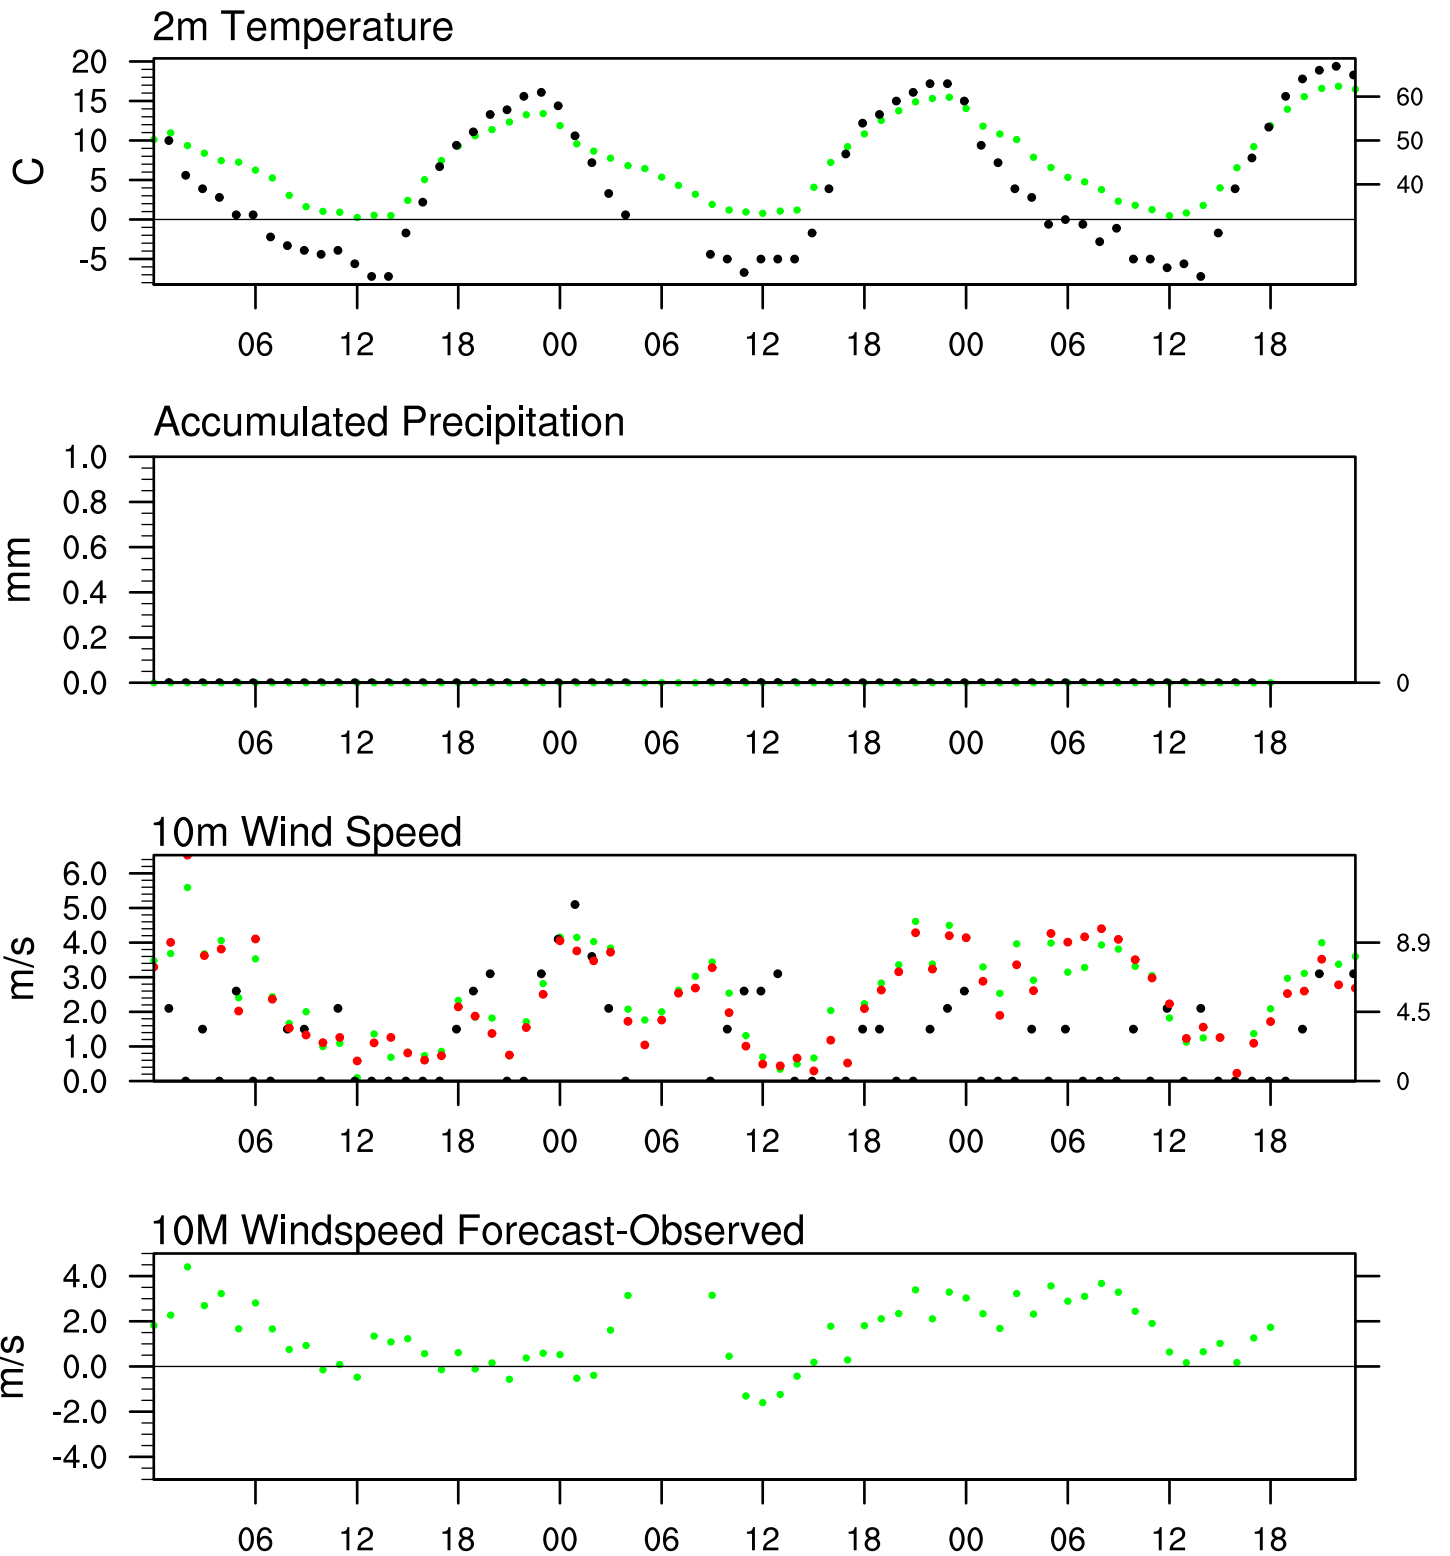 2m Temperature
20
15
10
5
0
-5
C
60
50
40
06 12 18 00 06 12 18 00 06 12 18
Accumulated Precipitation
1.0
0.8
0.6
0.4
0.2
0.0
mm
0
06 12 18 00 06 12 18 00 06 12 18
10m Wind Speed
6.0
5.0
4.0
3.0
2.0
1.0
0.0
m/s
8.9
4.5
0
06 12 18 00 06 12 18 00 06 12 18
10M Windspeed Forecast-Observed
4.0
2.0
0.0
-2.0
-4.0
m/s
06 12 18 00 06 12 18 00 06 12 18